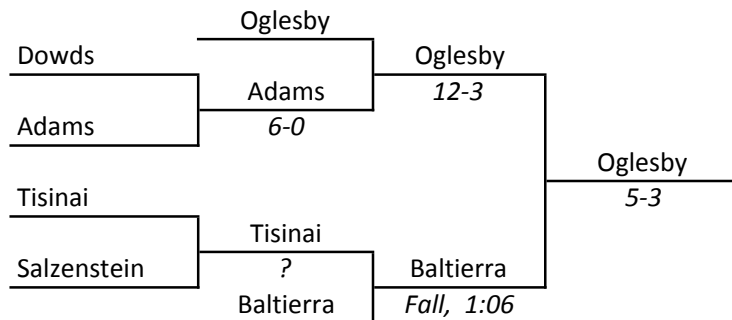 Oglesby
Dowds
Oglesby
Adams
12-3
Adams
6-0
Oglesby
5-3
Tisinai
Tisinai
Salzenstein
?
Baltierra
Baltierra
Fall, 1:06